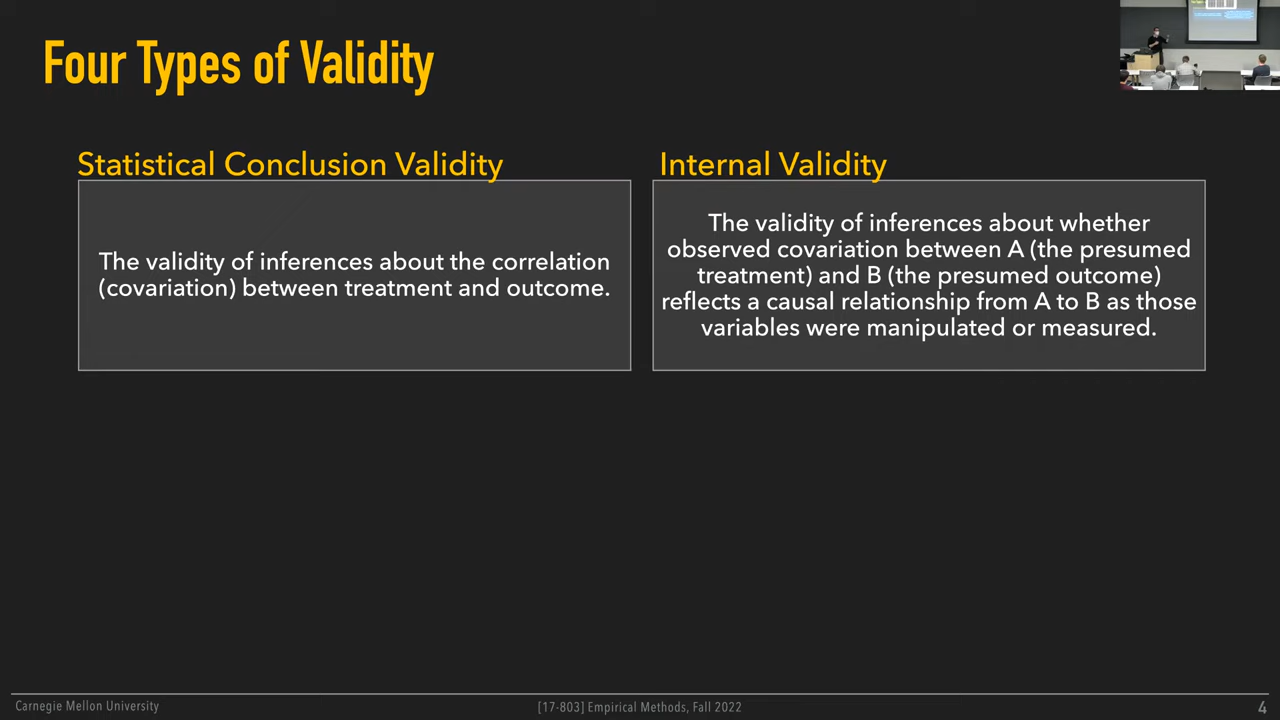 Four Types of Validity
Statistical Conclusion Validity
The validity of inferences about the correlation
(covariation) between treatment and outcome.
Internal Validity
The validity of inferences about whether
observed covariation between A (the presumed
treatment) and B (the presumed outcome)
reflects a causal relationship from A to B as those
variables were manipulated or measured.
Carnegie Mellon University
[17-803] Empirical Methods, Fall 2022
4